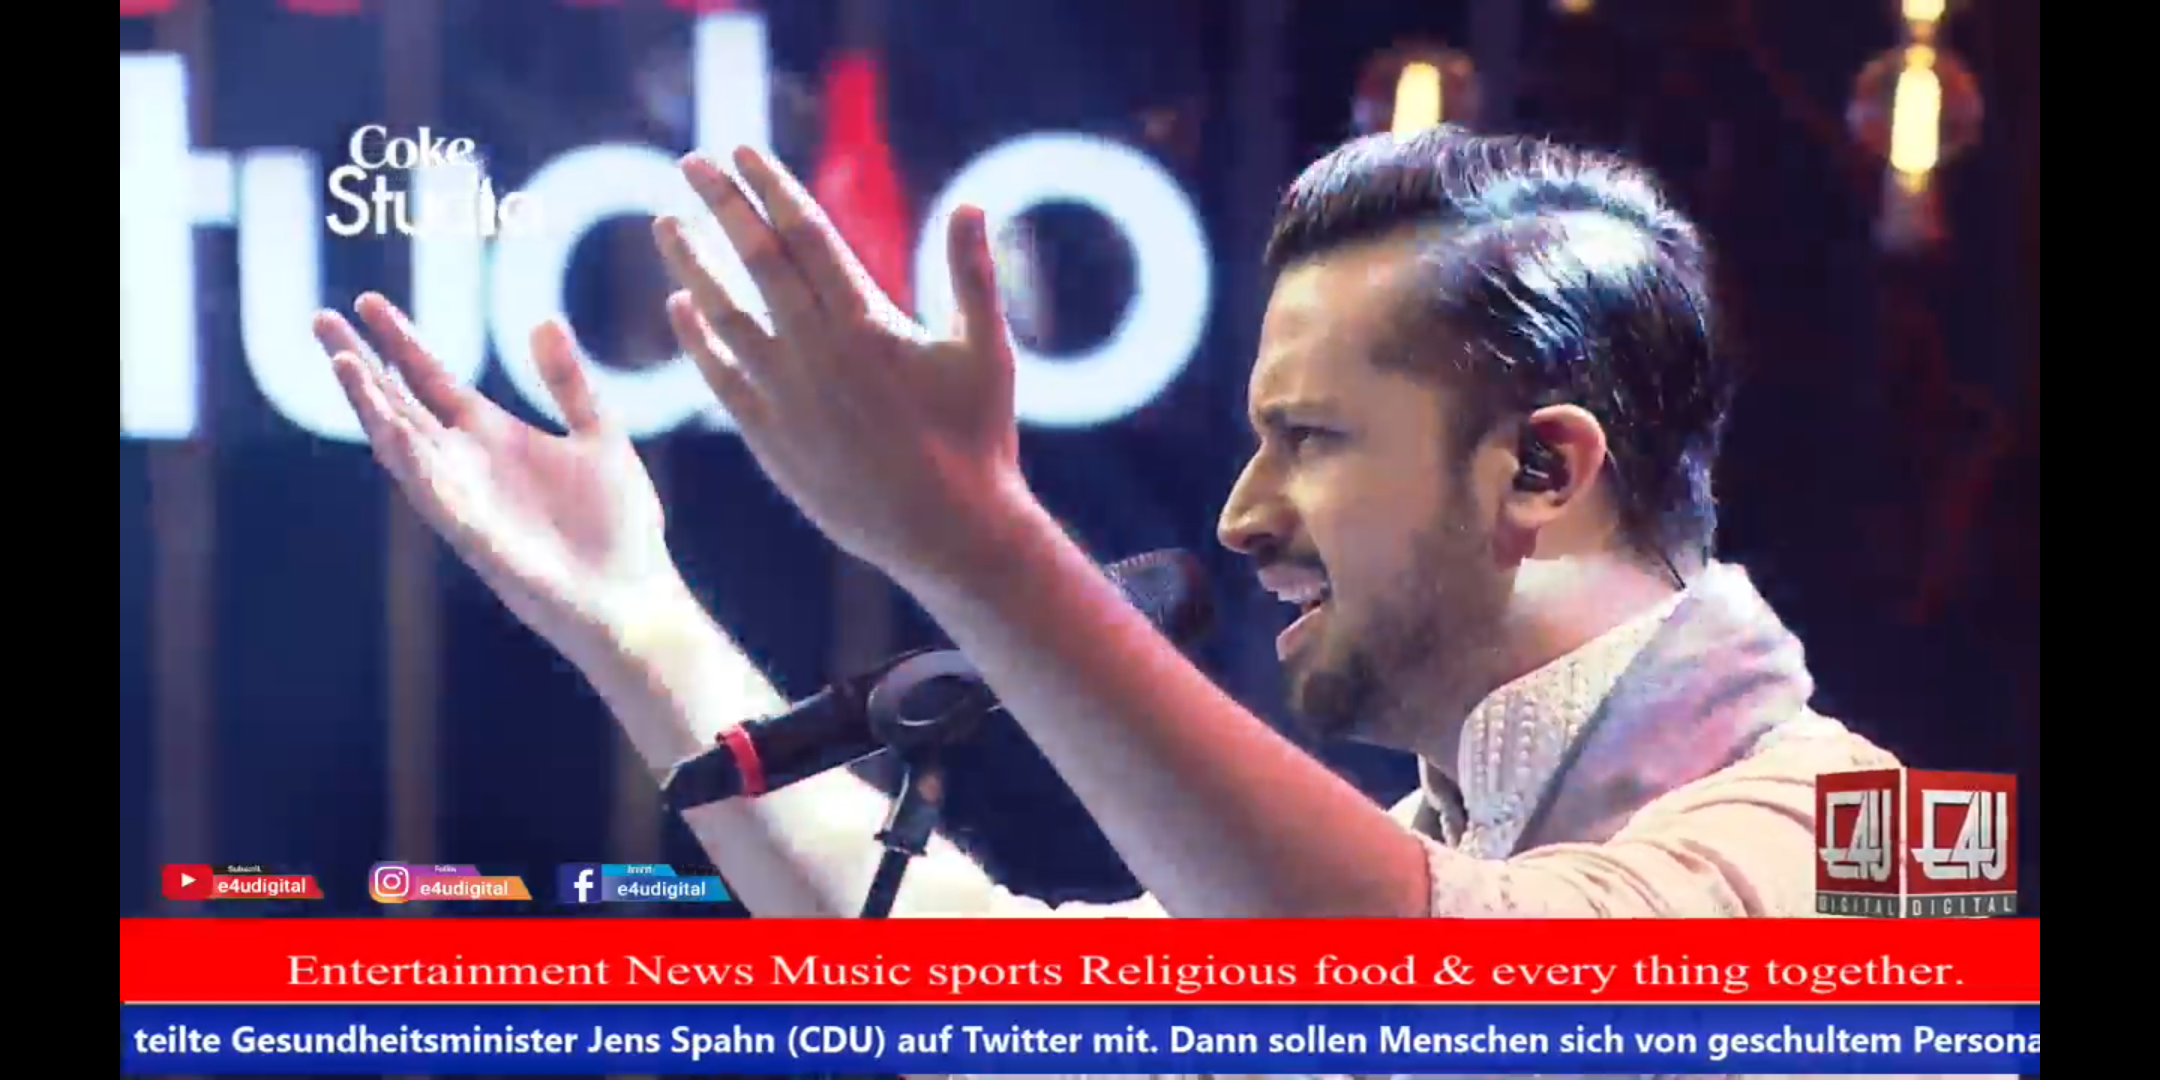 tudio
Coke
Studio
e4udigital
e4udigital
e4udigital
E4U E4U
DIGITAL DIGITAL
Entertainment News Music sports Religious food & every thing together.
teilte Gesundheitsminister Jens Spahn (CDU) auf Twitter mit. Dann sollen Menschen sich von geschultem Persona